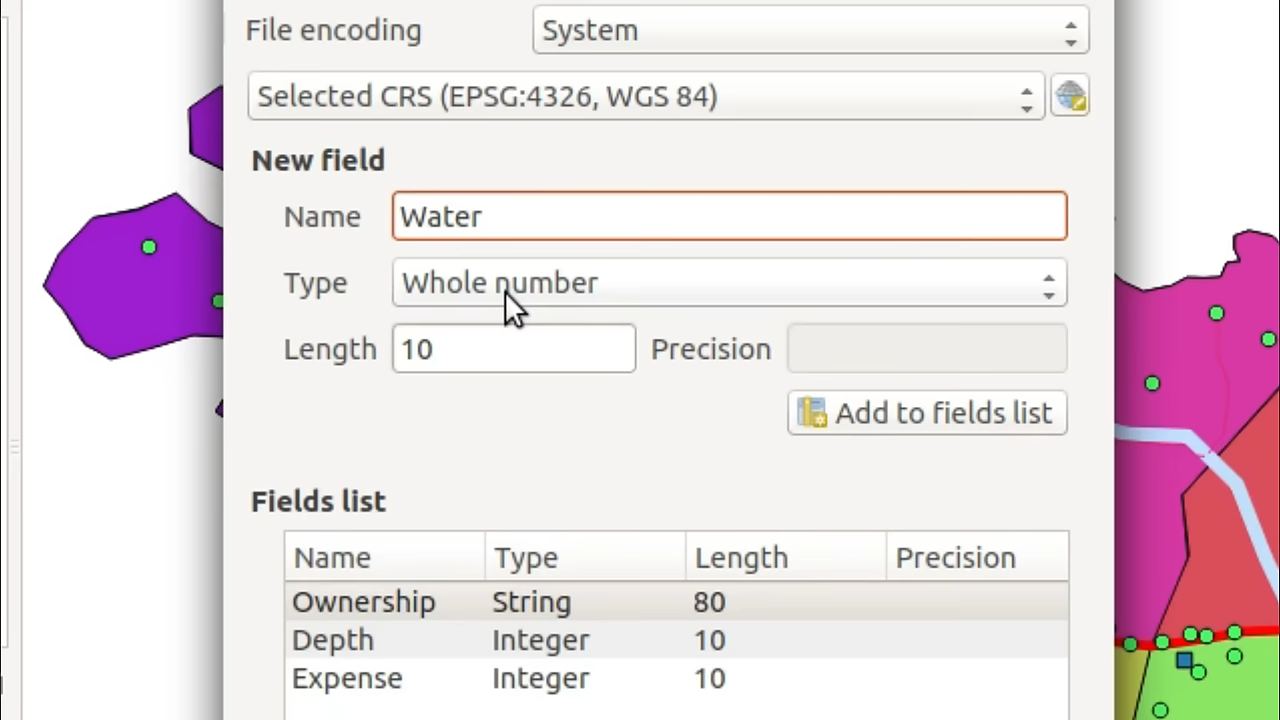 File encoding System
Selected CRS (EPSG:4326, WGS 84)
New field
Name Water
Type Whole number
Length 10 Precision
Add to fields list
Fields list
Name Type Length Precision
Ownership String 80
Depth Integer 10
Expense Integer 10